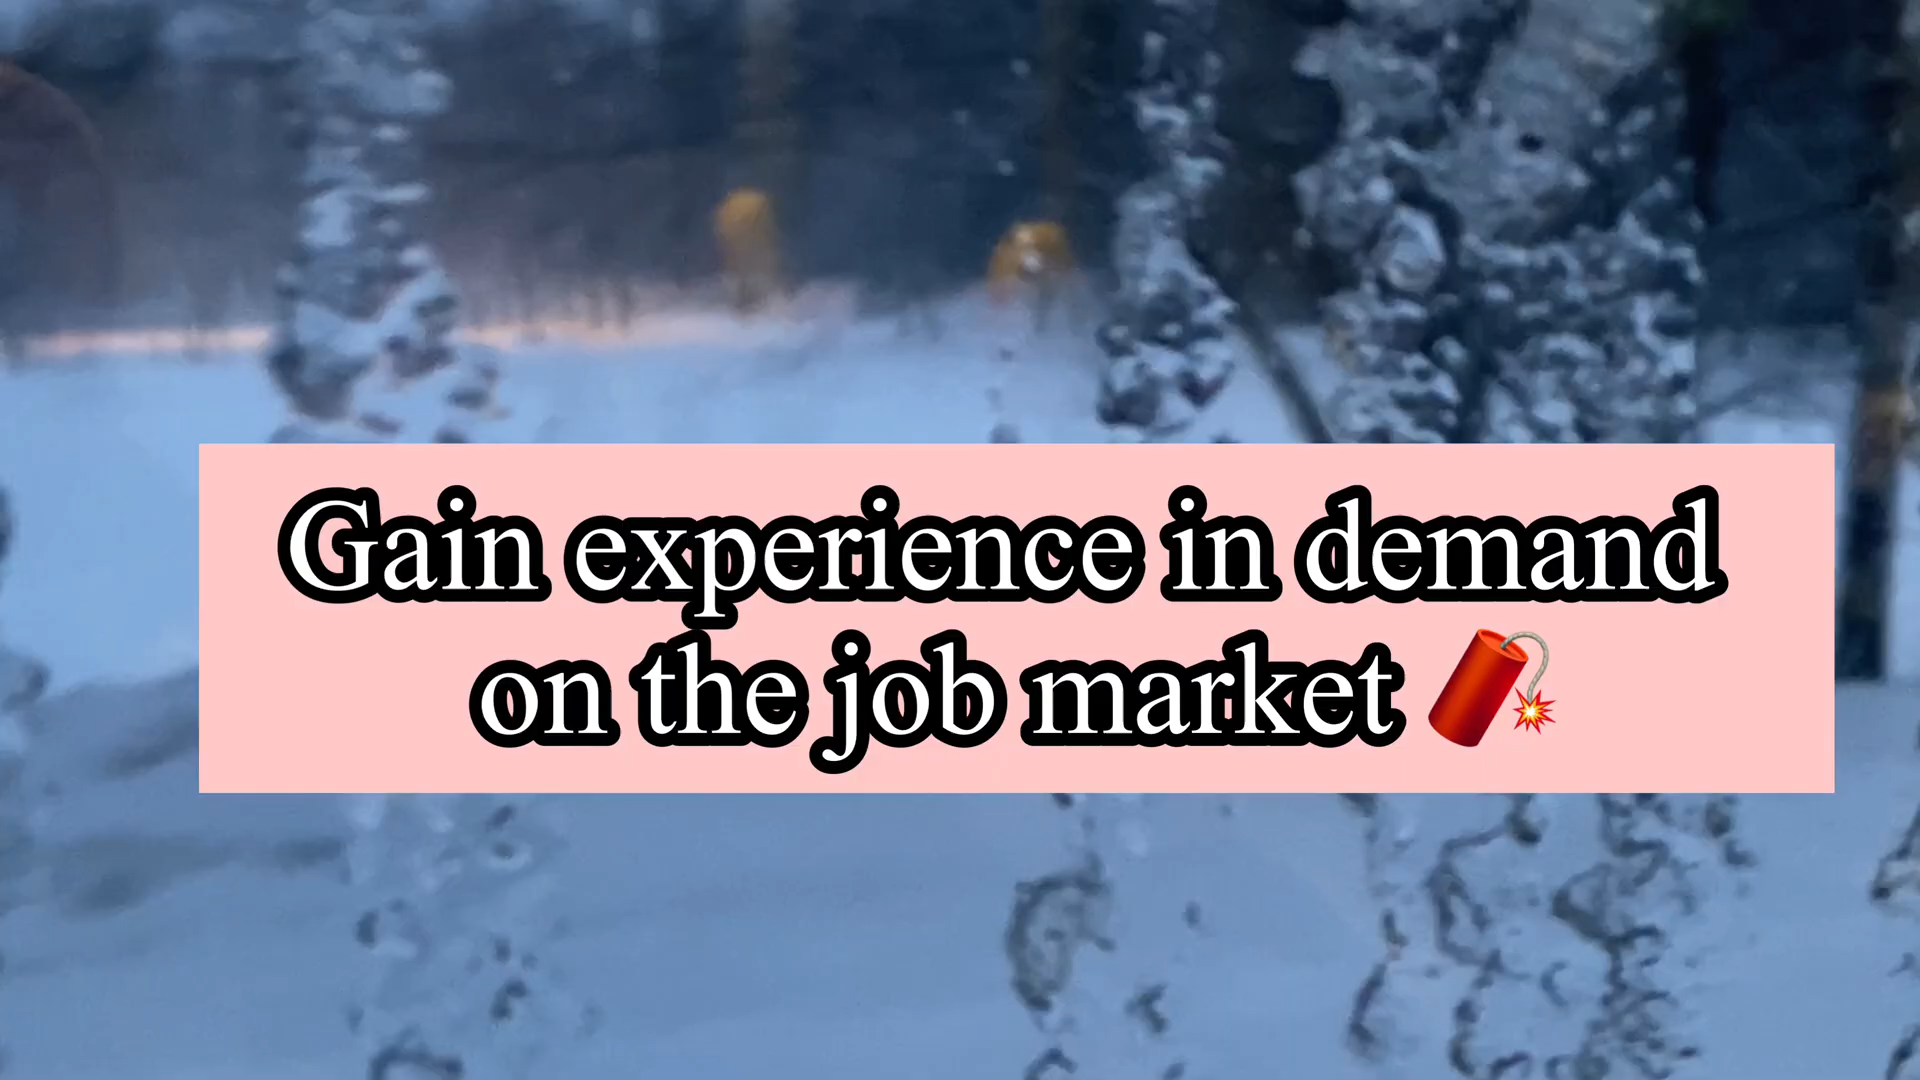 Gain experience in demand
on the job market 🧨